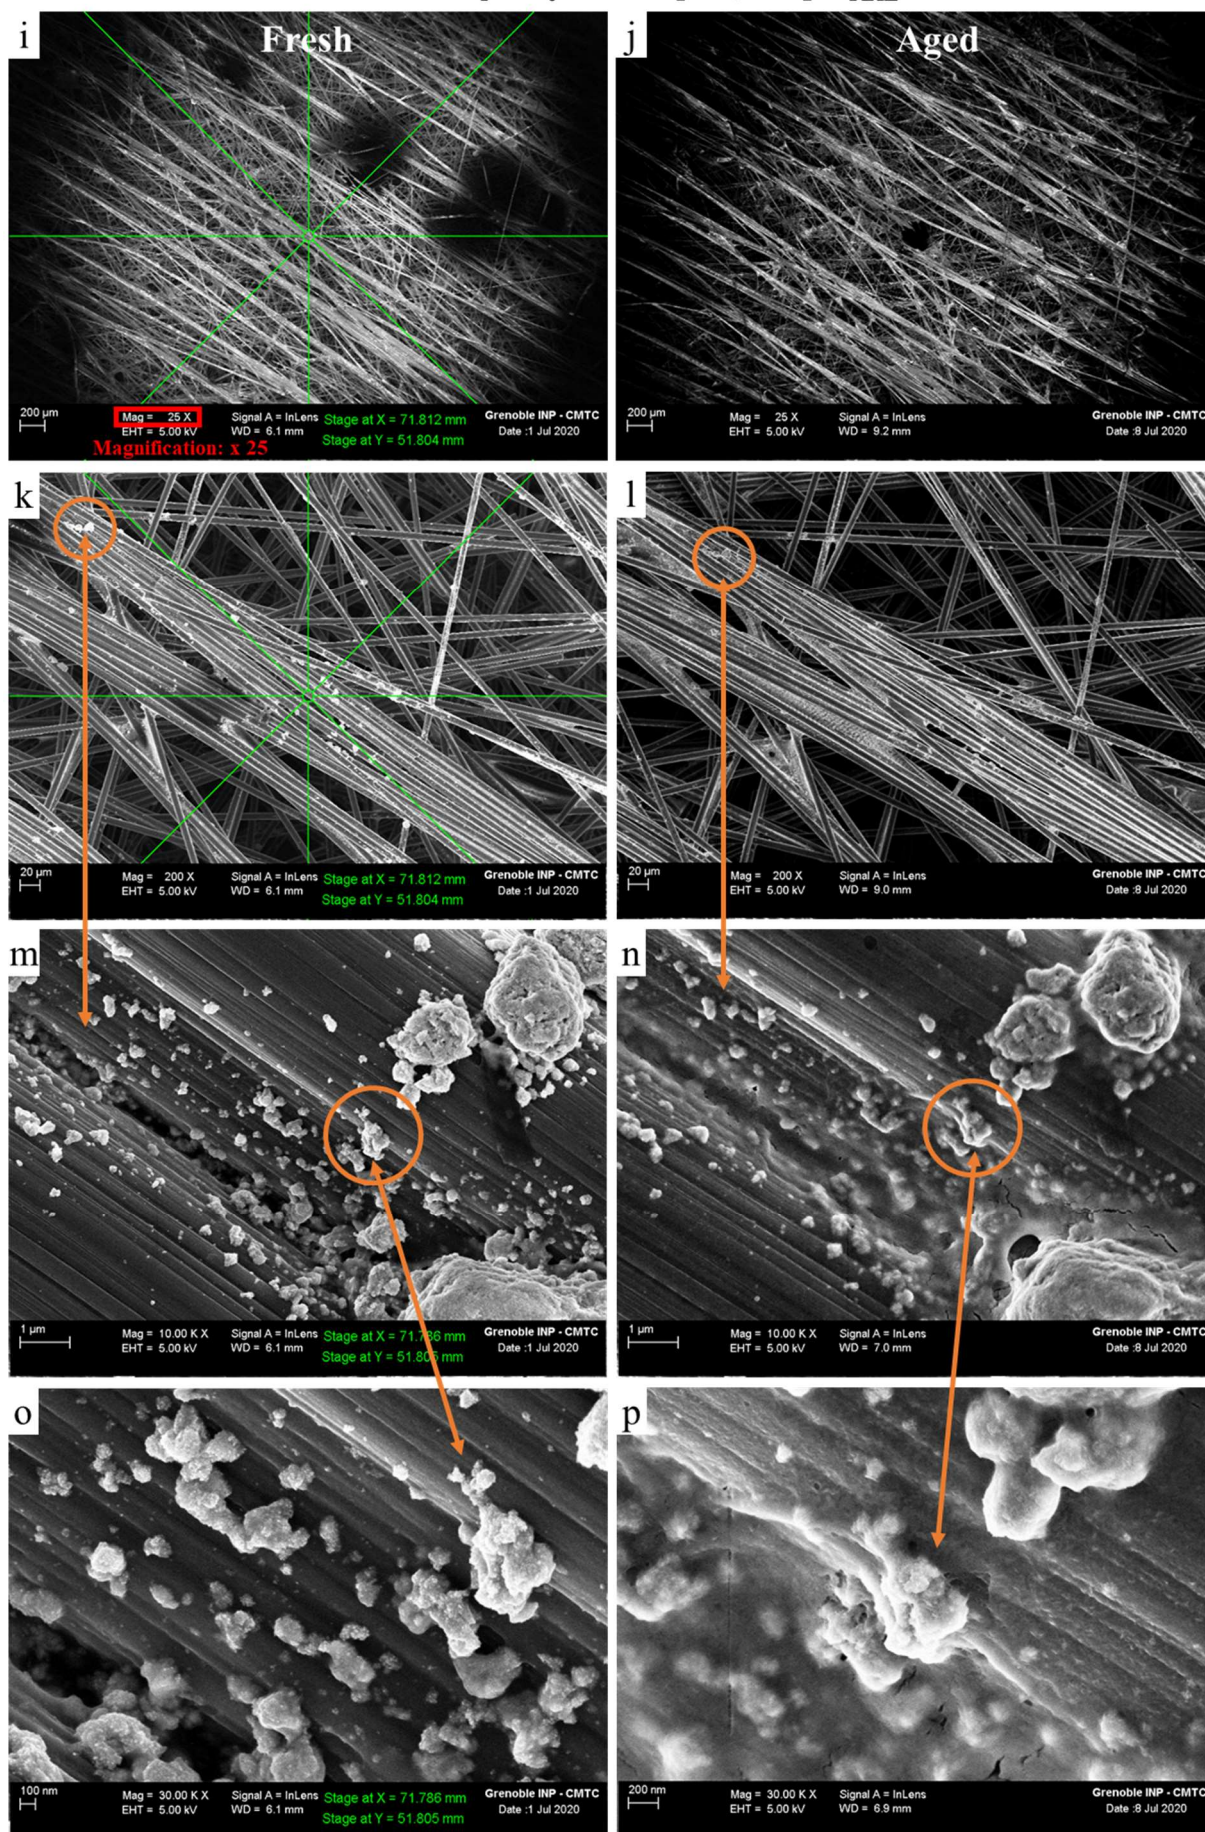 i
Fresh
j
Aged
200 µm
Mag = 25 X
Signal A = InLens
Stage at X = 71.812 mm
Grenoble INP - CMTC
EHT = 5.00 kV
WD = 6.1 mm
Stage at Y = 51.804 mm
Date :1 Jul 2020
Magnification: x 25
200 µm
Mag = 25 X
Signal A = InLens
Grenoble INP - CMTC
EHT = 5.00 kV
WD = 9.2 mm
Date :8 Jul 2020
k
l
20 µm
Mag = 200 X
Signal A = InLens
Stage at X = 71.812 mm
Grenoble INP - CMTC
EHT = 5.00 kV
WD = 6.1 mm
Stage at Y = 51.804 mm
Date :1 Jul 2020
20 µm
Mag = 200 X
Signal A = InLens
Grenoble INP - CMTC
EHT = 5.00 kV
WD = 9.0 mm
Date :8 Jul 2020
m
n
1 µm
Mag = 10.00 K X
Signal A = InLens
Stage at X = 71.786 mm
Grenoble INP - CMTC
EHT = 5.00 kV
WD = 6.1 mm
Stage at Y = 51.805 mm
Date :1 Jul 2020
1 µm
Mag = 10.00 K X
Signal A = InLens
Grenoble INP - CMTC
EHT = 5.00 kV
WD = 7.0 mm
Date :8 Jul 2020
o
p
100 nm
Mag = 30.00 K X
Signal A = InLens
Stage at X = 71.786 mm
Grenoble INP - CMTC
EHT = 5.00 kV
WD = 6.1 mm
Stage at Y = 51.805 mm
Date :1 Jul 2020
200 nm
Mag = 30.00 K X
Signal A = InLens
Grenoble INP - CMTC
EHT = 5.00 kV
WD = 6.9 mm
Date :8 Jul 2020